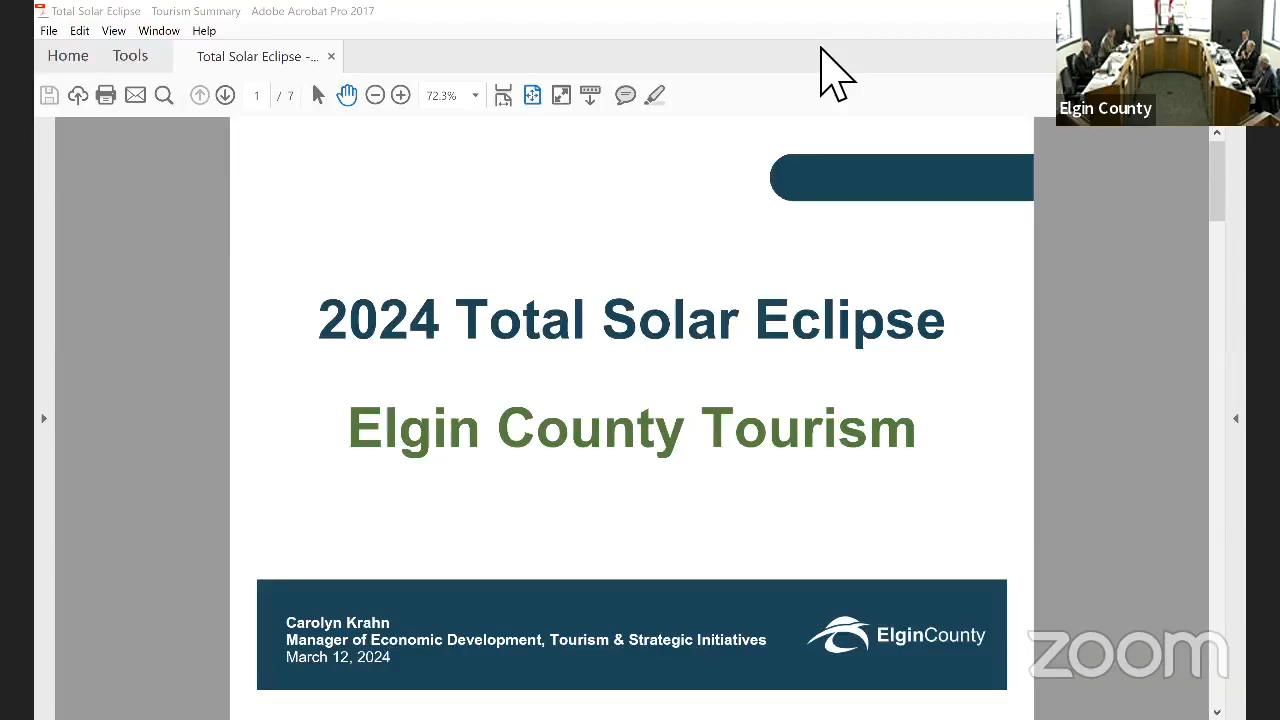 Total Solar Eclipse Tourism Summary Adobe Acrobat Pro 2017
File Edit View Window Help
Home Tools Total Solar Eclipse -... ×
1 / 7 72.3%
Elgin County
2024 Total Solar Eclipse
Elgin County Tourism
Carolyn Krahn
Manager of Economic Development, Tourism & Strategic Initiatives
March 12, 2024
ElginCounty
zoom